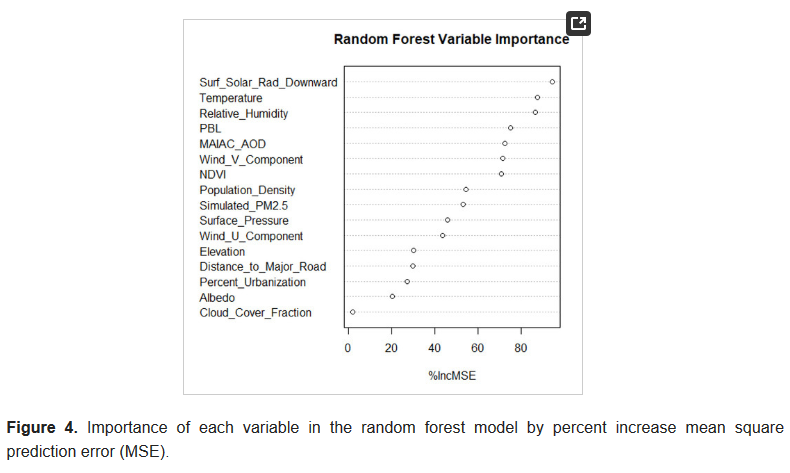 Random Forest Variable Importance
Surf_Solar_Rad_Downward
Temperature
Relative_Humidity
PBL
MAIAC_AOD
Wind_V_Component
NDVI
Population_Density
Simulated_PM2.5
Surface_Pressure
Wind_U_Component
Elevation
Distance_to_Major_Road
Percent_Urbanization
Albedo
Cloud_Cover_Fraction
0 20 40 60 80
%IncMSE
Figure 4. Importance of each variable in the random forest model by percent increase mean square
prediction error (MSE).